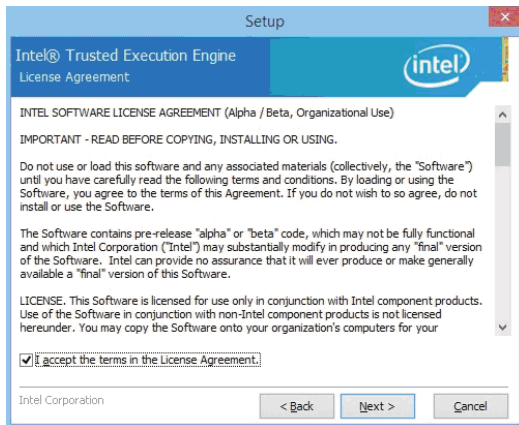 Setup
Intel® Trusted Execution Engine
License Agreement
intel
INTEL SOFTWARE LICENSE AGREEMENT (Alpha / Beta, Organizational Use)
IMPORTANT - READ BEFORE COPYING, INSTALLING OR USING.
Do not use or load this software and any associated materials (collectively, the "Software")
until you have carefully read the following terms and conditions. By loading or using the
Software, you agree to the terms of this Agreement. If you do not wish to so agree, do not
install or use the Software.
The Software contains pre-release "alpha" or "beta" code, which may not be fully functional
and which Intel Corporation ("Intel") may substantially modify in producing any "final" version
of the Software. Intel can provide no assurance that it will ever produce or make generally
available a "final" version of this Software.
LICENSE. This Software is licensed for use only in conjunction with Intel component products.
Use of the Software in conjunction with non-Intel component products is not licensed
hereunder. You may copy the Software onto your organization's computers for your
I accept the terms in the License Agreement.
Intel Corporation
< Back
Next >
Cancel